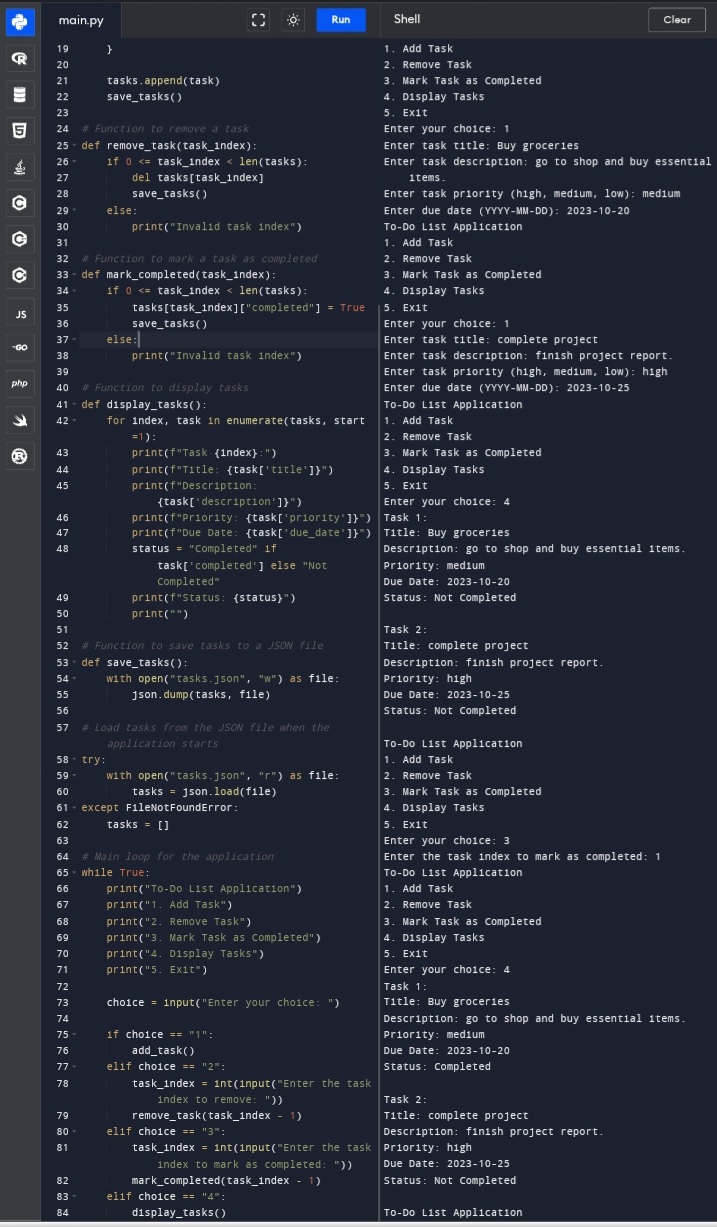 main.py
Run
Shell
Clear
JS
-GO
php
19 }
20
21 tasks.append(task)
22 save_tasks()
23
24 # Function to remove a task
25 def remove_task(task_index):
26 if 0 <= task_index < len(tasks):
27 del tasks[task_index]
28 save_tasks()
29 else:
30 print("Invalid task index")
31
32 # Function to mark a task as completed
33 def mark_completed(task_index):
34 if 0 <= task_index < len(tasks):
35 tasks[task_index]["completed"] = True
36 save_tasks()
37 else:
38 print("Invalid task index")
39
40 # Function to display tasks
41 def display_tasks():
42 for index, task in enumerate(tasks, start
=1):
43 print(f"Task {index}:")
44 print(f"Title: {task['title']}")
45 print(f"Description:
{task['description']}")
46 print(f"Priority: {task['priority']}")
47 print(f"Due Date: {task['due_date']}")
48 status = "Completed" if
task['completed'] else "Not
Completed"
49 print(f"Status: {status}")
50 print("")
51
52 # Function to save tasks to a JSON file
53 def save_tasks():
54 with open("tasks.json", "w") as file:
55 json.dump(tasks, file)
56
57 # Load tasks from the JSON file when the
application starts
58 try:
59 with open("tasks.json", "r") as file:
60 tasks = json.load(file)
61 except FileNotFoundError:
62 tasks = []
63
64 # Main loop for the application
65 while True:
66 print("To-Do List Application")
67 print("1. Add Task")
68 print("2. Remove Task")
69 print("3. Mark Task as Completed")
70 print("4. Display Tasks")
71 print("5. Exit")
72
73 choice = input("Enter your choice: ")
74
75 if choice == "1":
76 add_task()
77 elif choice == "2":
78 task_index = int(input("Enter the task
index to remove: "))
79 remove_task(task_index - 1)
80 elif choice == "3":
81 task_index = int(input("Enter the task
index to mark as completed: "))
82 mark_completed(task_index - 1)
83 elif choice == "4":
84 display_tasks()
1. Add Task
2. Remove Task
3. Mark Task as Completed
4. Display Tasks
5. Exit
Enter your choice: 1
Enter task title: Buy groceries
Enter task description: go to shop and buy essential
items.
Enter task priority (high, medium, low): medium
Enter due date (YYYY-MM-DD): 2023-10-20
To-Do List Application
1. Add Task
2. Remove Task
3. Mark Task as Completed
4. Display Tasks
5. Exit
Enter your choice: 1
Enter task title: complete project
Enter task description: finish project report.
Enter task priority (high, medium, low): high
Enter due date (YYYY-MM-DD): 2023-10-25
To-Do List Application
1. Add Task
2. Remove Task
3. Mark Task as Completed
4. Display Tasks
5. Exit
Enter your choice: 4
Task 1:
Title: Buy groceries
Description: go to shop and buy essential items.
Priority: medium
Due Date: 2023-10-20
Status: Not Completed

Task 2:
Title: complete project
Description: finish project report.
Priority: high
Due Date: 2023-10-25
Status: Not Completed

To-Do List Application
1. Add Task
2. Remove Task
3. Mark Task as Completed
4. Display Tasks
5. Exit
Enter your choice: 3
Enter the task index to mark as completed: 1
To-Do List Application
1. Add Task
2. Remove Task
3. Mark Task as Completed
4. Display Tasks
5. Exit
Enter your choice: 4
Task 1:
Title: Buy groceries
Description: go to shop and buy essential items.
Priority: medium
Due Date: 2023-10-20
Status: Completed

Task 2:
Title: complete project
Description: finish project report.
Priority: high
Due Date: 2023-10-25
Status: Not Completed

To-Do List Application